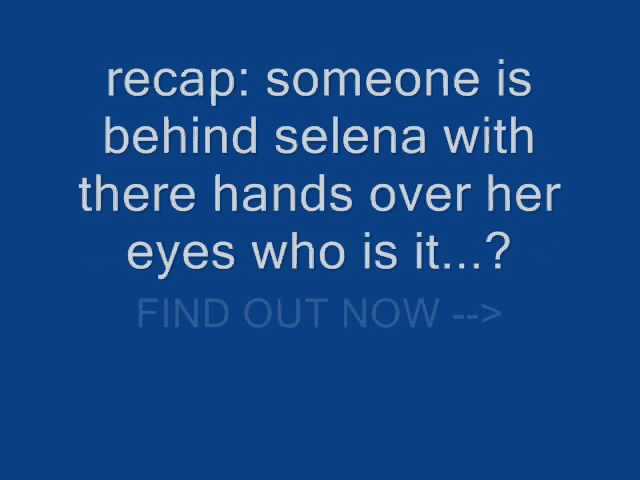 recap: someone is
behind selena with
there hands over her
eyes who is it...?
FIND OUT NOW -->